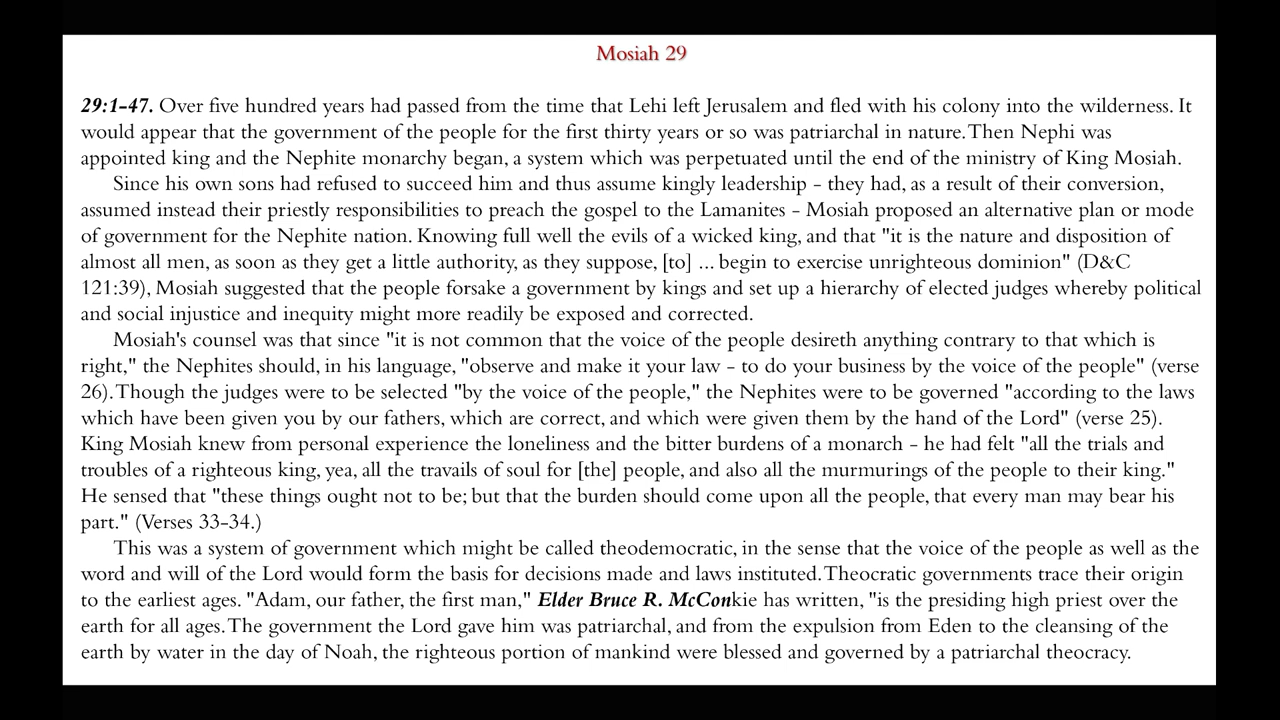 Mosiah 29
29:1-47. Over five hundred years had passed from the time that Lehi left Jerusalem and fled with his colony into the wilderness. It
would appear that the government of the people for the first thirty years or so was patriarchal in nature. Then Nephi was
appointed king and the Nephite monarchy began, a system which was perpetuated until the end of the ministry of King Mosiah.
Since his own sons had refused to succeed him and thus assume kingly leadership - they had, as a result of their conversion,
assumed instead their priestly responsibilities to preach the gospel to the Lamanites - Mosiah proposed an alternative plan or mode
of government for the Nephite nation. Knowing full well the evils of a wicked king, and that "it is the nature and disposition of
almost all men, as soon as they get a little authority, as they suppose, [to] ... begin to exercise unrighteous dominion" (D&C
121:39), Mosiah suggested that the people forsake a government by kings and set up a hierarchy of elected judges whereby political
and social injustice and inequity might more readily be exposed and corrected.
Mosiah's counsel was that since "it is not common that the voice of the people desireth anything contrary to that which is
right," the Nephites should, in his language, "observe and make it your law - to do your business by the voice of the people" (verse
26). Though the judges were to be selected "by the voice of the people," the Nephites were to be governed "according to the laws
which have been given you by our fathers, which are correct, and which were given them by the hand of the Lord" (verse 25).
King Mosiah knew from personal experience the loneliness and the bitter burdens of a monarch - he had felt "all the trials and
troubles of a righteous king, yea, all the travails of soul for [the] people, and also all the murmurings of the people to their king."
He sensed that "these things ought not to be; but that the burden should come upon all the people, that every man may bear his
part." (Verses 33-34.)
This was a system of government which might be called theodemocratic, in the sense that the voice of the people as well as the
word and will of the Lord would form the basis for decisions made and laws instituted. Theocratic governments trace their origin
to the earliest ages. "Adam, our father, the first man," Elder Bruce R. McConkie has written, "is the presiding high priest over the
earth for all ages. The government the Lord gave him was patriarchal, and from the expulsion from Eden to the cleansing of the
earth by water in the day of Noah, the righteous portion of mankind were blessed and governed by a patriarchal theocracy.